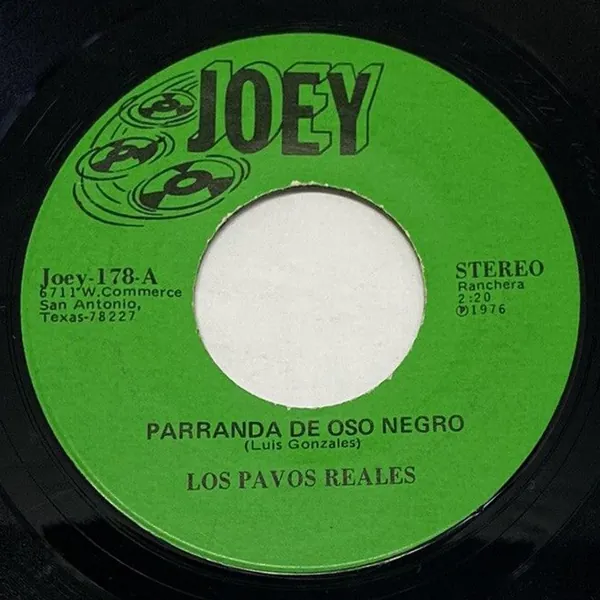 JOEY
Joey-178-A
6711 W.Commerce
San Antonio,
Texas-78227
STEREO
Ranchera
2:20
Ⓟ1976
PARRANDA DE OSO NEGRO
(Luis Gonzales)
LOS PAVOS REALES